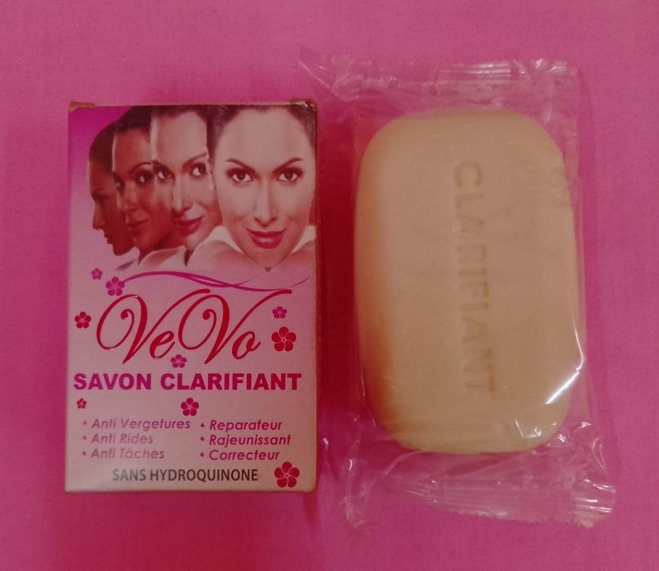 VeVo
SAVON CLARIFIANT
• Anti Vergetures • Reparateur
• Anti Rides • Rajeunissant
• Anti Tâches • Correcteur
SANS HYDROQUINONE
CLARIFIANT